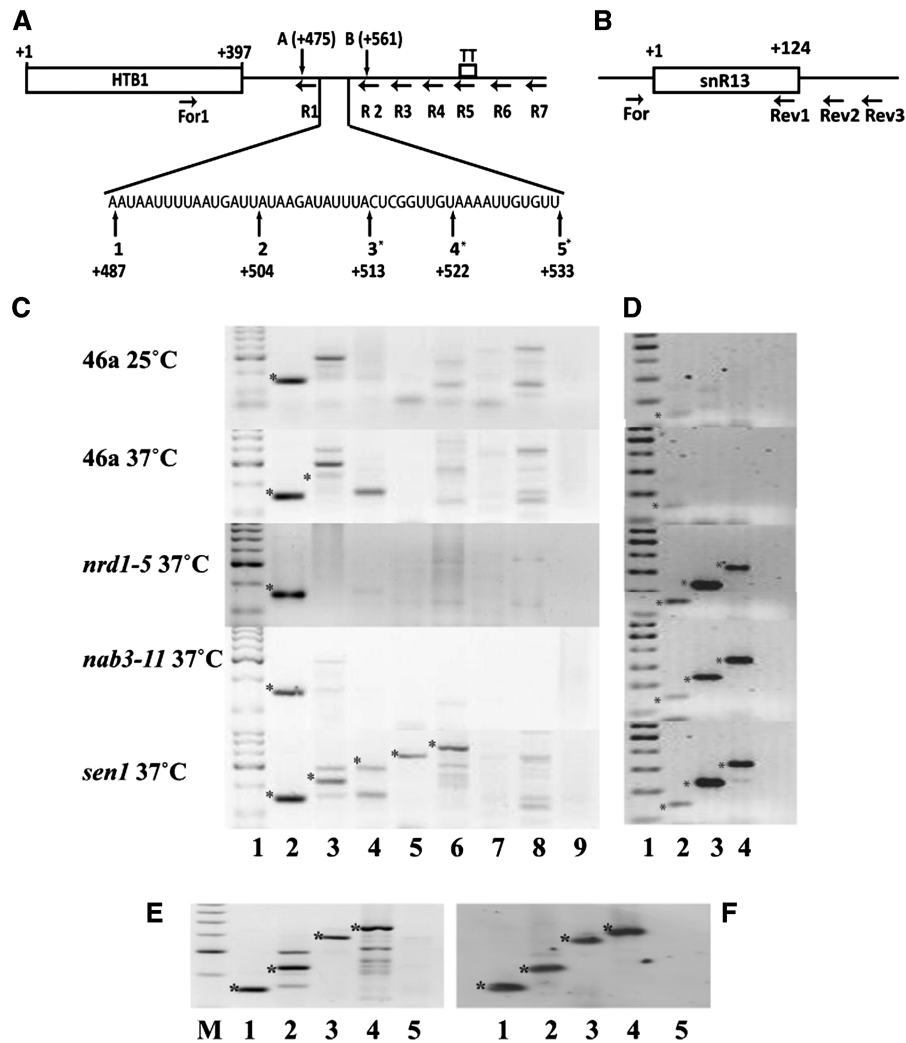 A
B
A (+475) B (+561)
+1 +397 TT
HTB1
For1 R1 R 2 R3 R4 R5 R6 R7
+1 +124
snR13
For Rev1 Rev2 Rev3
AAUAAUUUUAAUGAUUAUAAGAUAUUUACUCGGUUGUAAAAUUGUGUU
1 2 3* 4* 5*
+487 +504 +513 +522 +533
C
D
46a 25˚C
*
*
46a 37˚C
* *
*
nrd1-5 37˚C
*
* * *
nab3-11 37˚C
*
* * *
sen1 37˚C
* * * * *
* * *
1 2 3 4 5 6 7 8 9
1 2 3 4
E
F
* * * *
* * * *
M 1 2 3 4 5
1 2 3 4 5